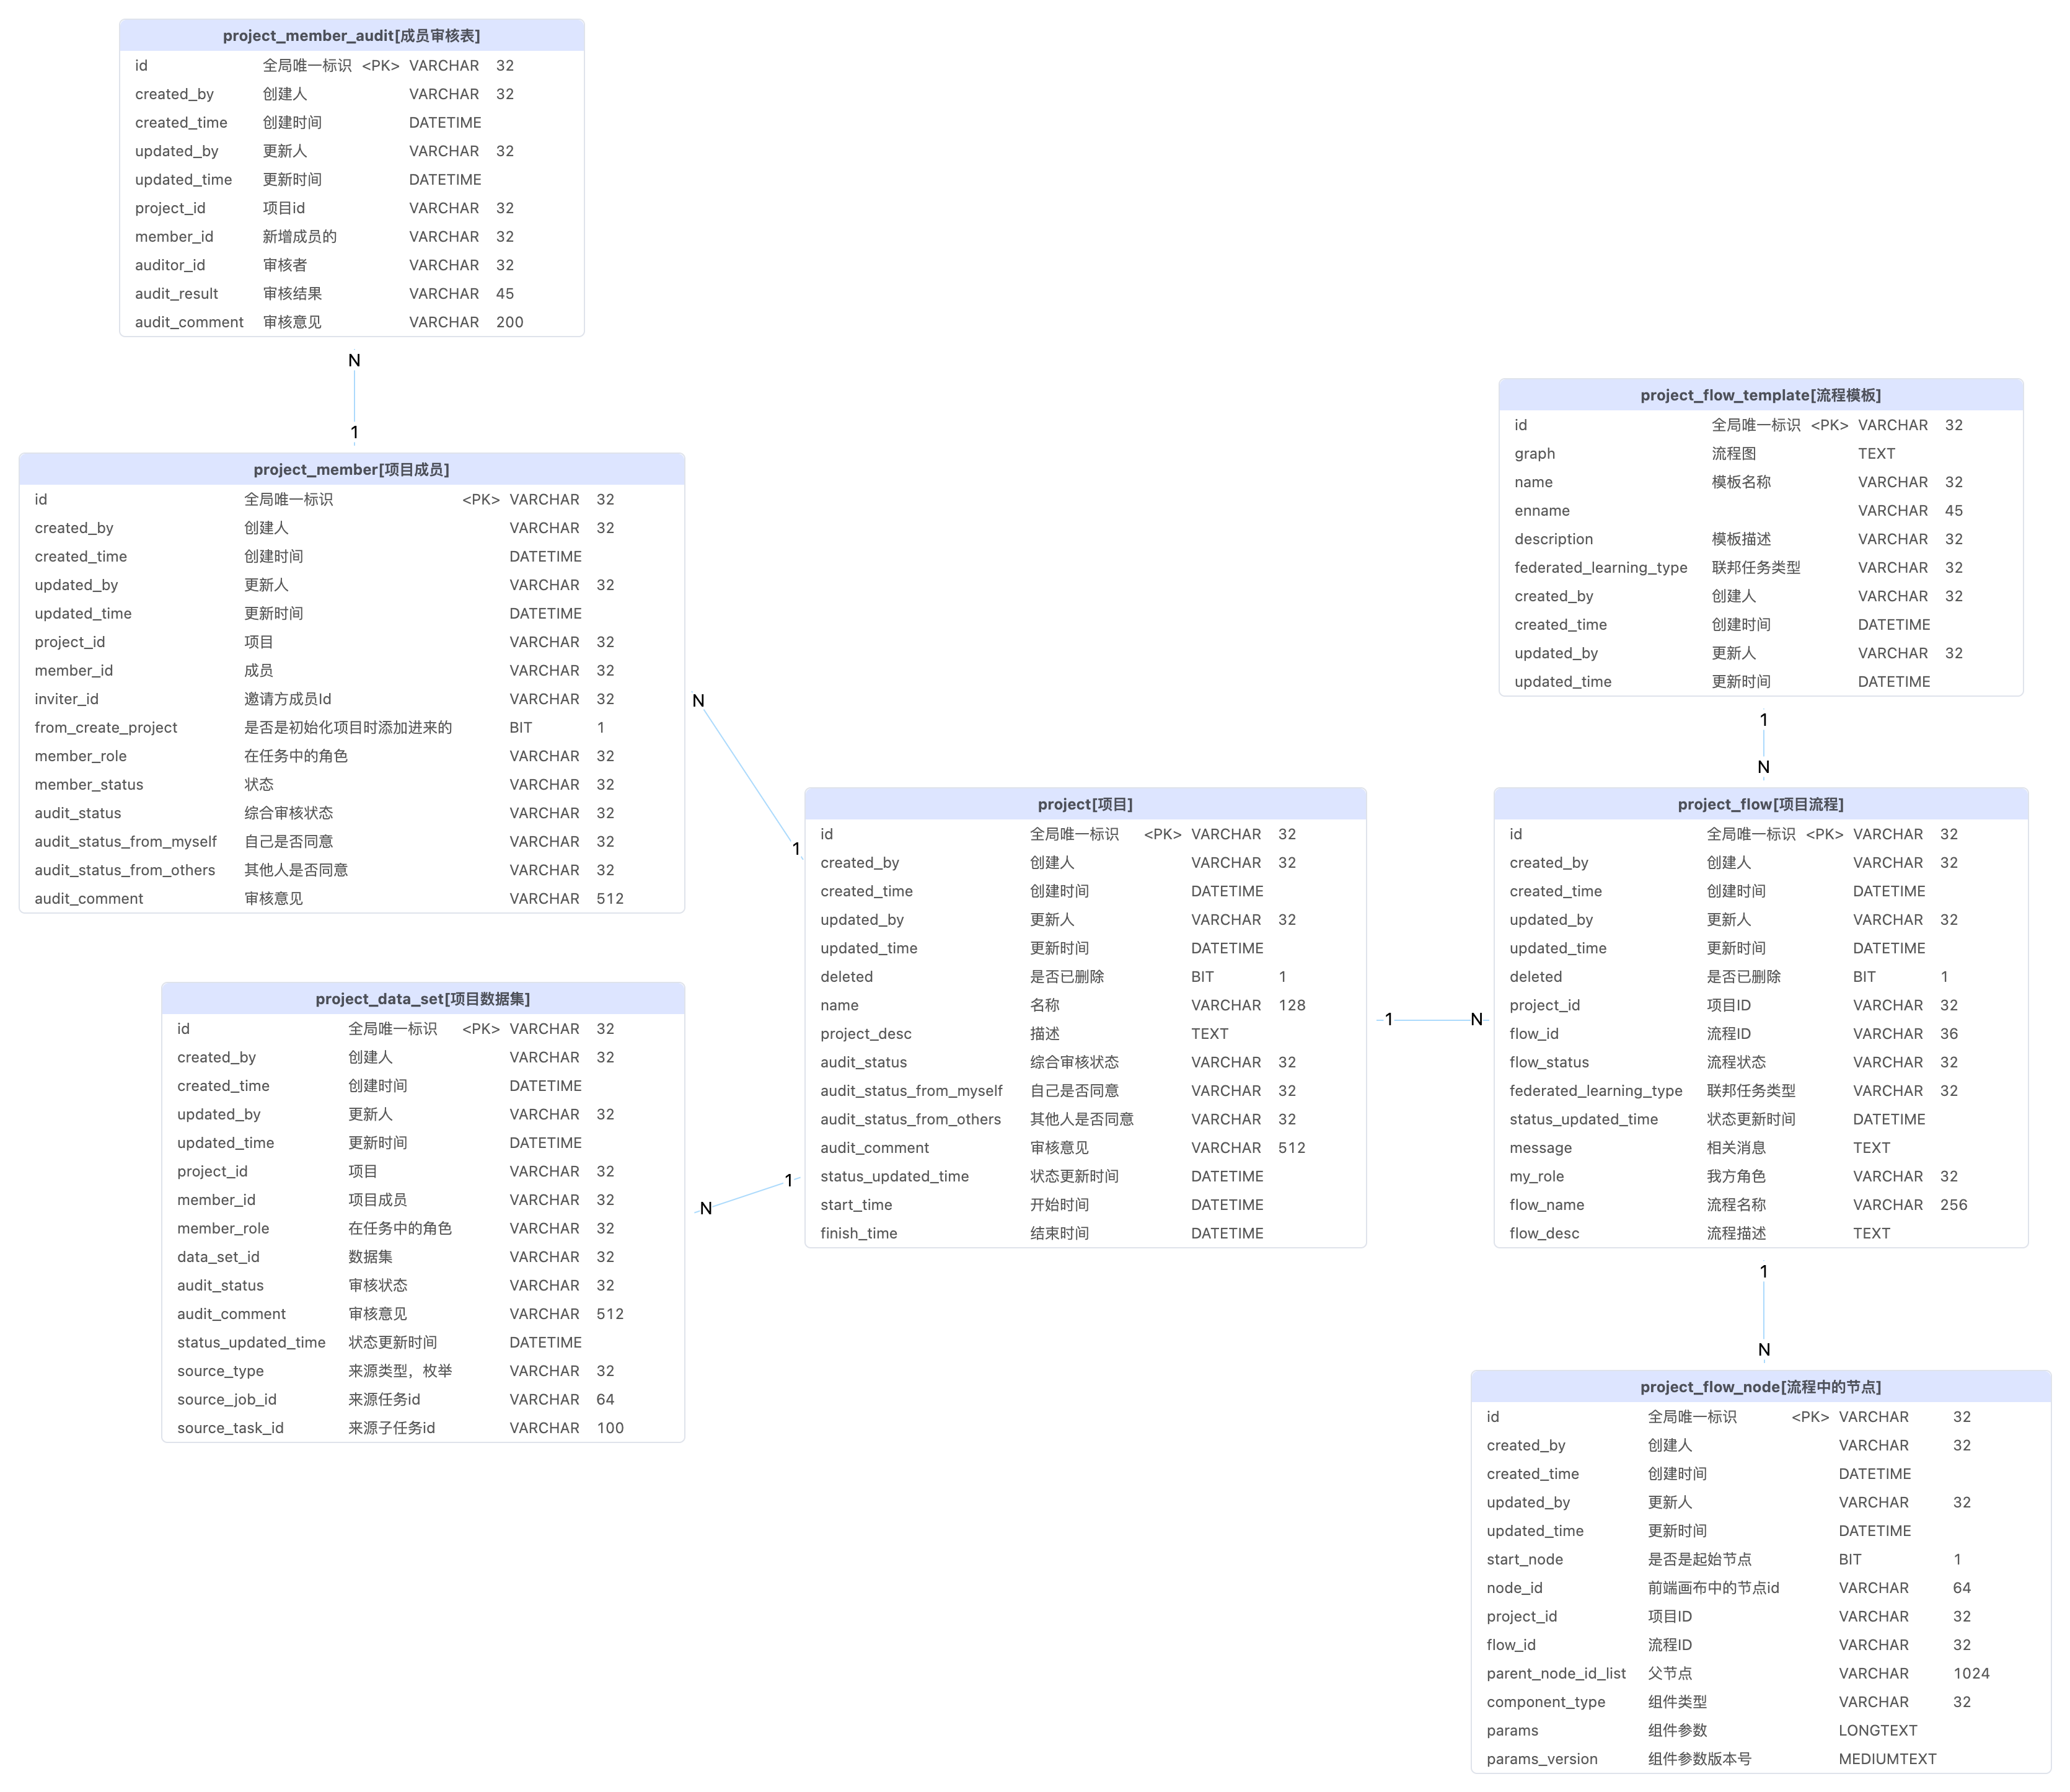 project_member_audit[成员审核表]
id 全局唯一标识 <PK> VARCHAR 32
created_by 创建人 VARCHAR 32
created_time 创建时间 DATETIME
updated_by 更新人 VARCHAR 32
updated_time 更新时间 DATETIME
project_id 项目id VARCHAR 32
member_id 新增成员的 VARCHAR 32
auditor_id 审核者 VARCHAR 32
audit_result 审核结果 VARCHAR 45
audit_comment 审核意见 VARCHAR 200
N
1
project_member[项目成员]
id 全局唯一标识 <PK> VARCHAR 32
created_by 创建人 VARCHAR 32
created_time 创建时间 DATETIME
updated_by 更新人 VARCHAR 32
updated_time 更新时间 DATETIME
project_id 项目 VARCHAR 32
member_id 成员 VARCHAR 32
inviter_id 邀请方成员Id VARCHAR 32
from_create_project 是否是初始化项目时添加进来的 BIT 1
member_role 在任务中的角色 VARCHAR 32
member_status 状态 VARCHAR 32
audit_status 综合审核状态 VARCHAR 32
audit_status_from_myself 自己是否同意 VARCHAR 32
audit_status_from_others 其他人是否同意 VARCHAR 32
audit_comment 审核意见 VARCHAR 512
N
1
project_data_set[项目数据集]
id 全局唯一标识 <PK> VARCHAR 32
created_by 创建人 VARCHAR 32
created_time 创建时间 DATETIME
updated_by 更新人 VARCHAR 32
updated_time 更新时间 DATETIME
project_id 项目 VARCHAR 32
member_id 项目成员 VARCHAR 32
member_role 在任务中的角色 VARCHAR 32
data_set_id 数据集 VARCHAR 32
audit_status 审核状态 VARCHAR 32
audit_comment 审核意见 VARCHAR 512
status_updated_time 状态更新时间 DATETIME
source_type 来源类型，枚举 VARCHAR 32
source_job_id 来源任务id VARCHAR 64
source_task_id 来源子任务id VARCHAR 100
N
1
project[项目]
id 全局唯一标识 <PK> VARCHAR 32
created_by 创建人 VARCHAR 32
created_time 创建时间 DATETIME
updated_by 更新人 VARCHAR 32
updated_time 更新时间 DATETIME
deleted 是否已删除 BIT 1
name 名称 VARCHAR 128
project_desc 描述 TEXT
audit_status 综合审核状态 VARCHAR 32
audit_status_from_myself 自己是否同意 VARCHAR 32
audit_status_from_others 其他人是否同意 VARCHAR 32
audit_comment 审核意见 VARCHAR 512
status_updated_time 状态更新时间 DATETIME
start_time 开始时间 DATETIME
finish_time 结束时间 DATETIME
1
N
project_flow_template[流程模板]
id 全局唯一标识 <PK> VARCHAR 32
graph 流程图 TEXT
name 模板名称 VARCHAR 32
enname VARCHAR 45
description 模板描述 VARCHAR 32
federated_learning_type 联邦任务类型 VARCHAR 32
created_by 创建人 VARCHAR 32
created_time 创建时间 DATETIME
updated_by 更新人 VARCHAR 32
updated_time 更新时间 DATETIME
1
N
project_flow[项目流程]
id 全局唯一标识 <PK> VARCHAR 32
created_by 创建人 VARCHAR 32
created_time 创建时间 DATETIME
updated_by 更新人 VARCHAR 32
updated_time 更新时间 DATETIME
deleted 是否已删除 BIT 1
project_id 项目ID VARCHAR 32
flow_id 流程ID VARCHAR 36
flow_status 流程状态 VARCHAR 32
federated_learning_type 联邦任务类型 VARCHAR 32
status_updated_time 状态更新时间 DATETIME
message 相关消息 TEXT
my_role 我方角色 VARCHAR 32
flow_name 流程名称 VARCHAR 256
flow_desc 流程描述 TEXT
1
N
project_flow_node[流程中的节点]
id 全局唯一标识 <PK> VARCHAR 32
created_by 创建人 VARCHAR 32
created_time 创建时间 DATETIME
updated_by 更新人 VARCHAR 32
updated_time 更新时间 DATETIME
start_node 是否是起始节点 BIT 1
node_id 前端画布中的节点id VARCHAR 64
project_id 项目ID VARCHAR 32
flow_id 流程ID VARCHAR 32
parent_node_id_list 父节点 VARCHAR 1024
component_type 组件类型 VARCHAR 32
params 组件参数 LONGTEXT
params_version 组件参数版本号 MEDIUMTEXT